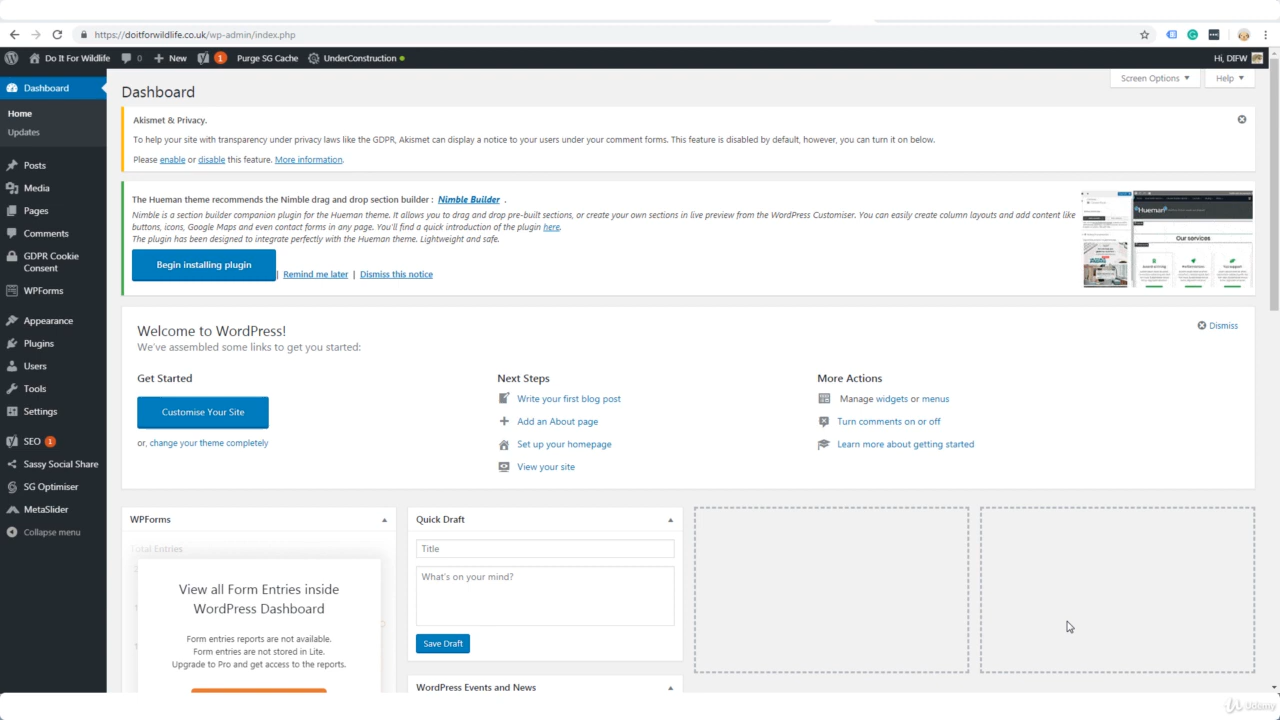 https://doitforwildlife.co.uk/wp-admin/index.php
Do It For Wildlife 0 New 1 Purge SG Cache UnderConstruction Hi, DIFW
Screen Options Help
Dashboard
Home
Updates
Posts
Media
Pages
Comments
GDPR Cookie
Consent
WPForms
Appearance
Plugins
Users
Tools
Settings
SEO 1
Sassy Social Share
SG Optimiser
MetaSlider
Collapse menu
Dashboard
Akismet & Privacy.
To help your site with transparency under privacy laws like the GDPR, Akismet can display a notice to your users under your comment forms. This feature is disabled by default, however, you can turn it on below.
Please enable or disable this feature. More information.
The Hueman theme recommends the Nimble drag and drop section builder : Nimble Builder .
Nimble is a section builder companion plugin for the Hueman theme. It allows you to drag and drop pre-built sections, or create your own sections in live preview from the WordPress Customiser. You can easily create column layouts and add content like
buttons, icons, Google Maps and even contact forms in any page. You'll find a quick introduction of the plugin here.
The plugin has been designed to integrate perfectly with the Hueman theme. Lightweight and safe.
Begin installing plugin | Remind me later | Dismiss this notice
Hueman
Our services
Welcome to WordPress!
Dismiss
We've assembled some links to get you started:
Get Started
Customise Your Site
or, change your theme completely
Next Steps
Write your first blog post
Add an About page
Set up your homepage
View your site
More Actions
Manage widgets or menus
Turn comments on or off
Learn more about getting started
WPForms
Total Entries
View all Form Entries inside
WordPress Dashboard
Form entries reports are not available.
Form entries are not stored in Lite.
Upgrade to Pro and get access to the reports.
Quick Draft
Title
What's on your mind?
Save Draft
WordPress Events and News
Udemy